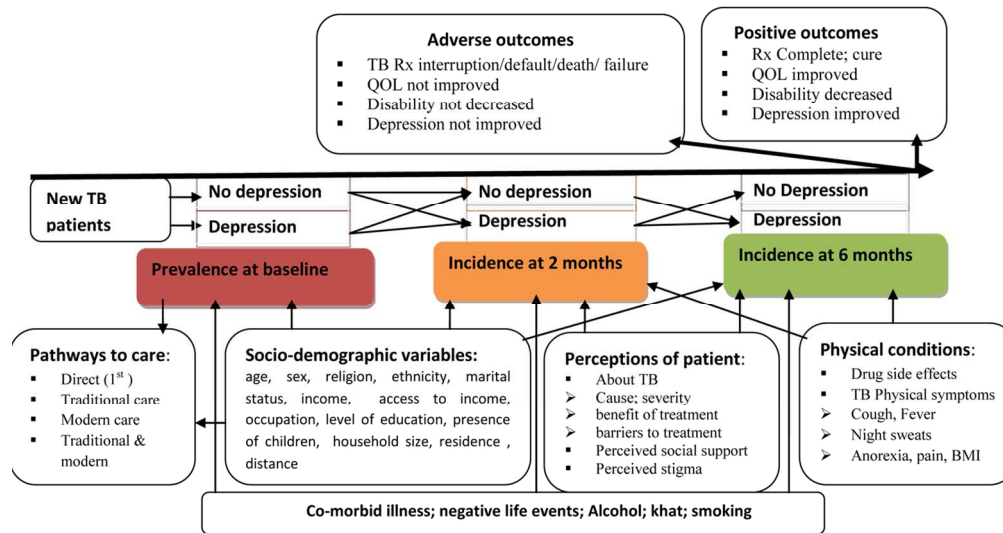 Adverse outcomes
▪ TB Rx interruption/default/death/ failure
▪ QOL not improved
▪ Disability not decreased
▪ Depression not improved
Positive outcomes
▪ Rx Complete; cure
▪ QOL improved
▪ Disability decreased
▪ Depression improved
New TB
patients
No depression
Depression
No depression
Depression
No Depression
Depression
Prevalence at baseline
Incidence at 2 months
Incidence at 6 months
Pathways to care:
▪ Direct (1st )
▪ Traditional care
▪ Modern care
▪ Traditional &
modern
Socio-demographic variables:
age, sex, religion, ethnicity, marital
status, income, access to income,
occupation, level of education, presence
of children, household size, residence ,
distance
Perceptions of patient:
▪ About TB
➢ Cause; severity
➢ benefit of treatment
➢ barriers to treatment
▪ Perceived social support
▪ Perceived stigma
Physical conditions:
▪ Drug side effects
▪ TB Physical symptoms
➢ Cough, Fever
➢ Night sweats
➢ Anorexia, pain, BMI
Co-morbid illness; negative life events; Alcohol; khat; smoking